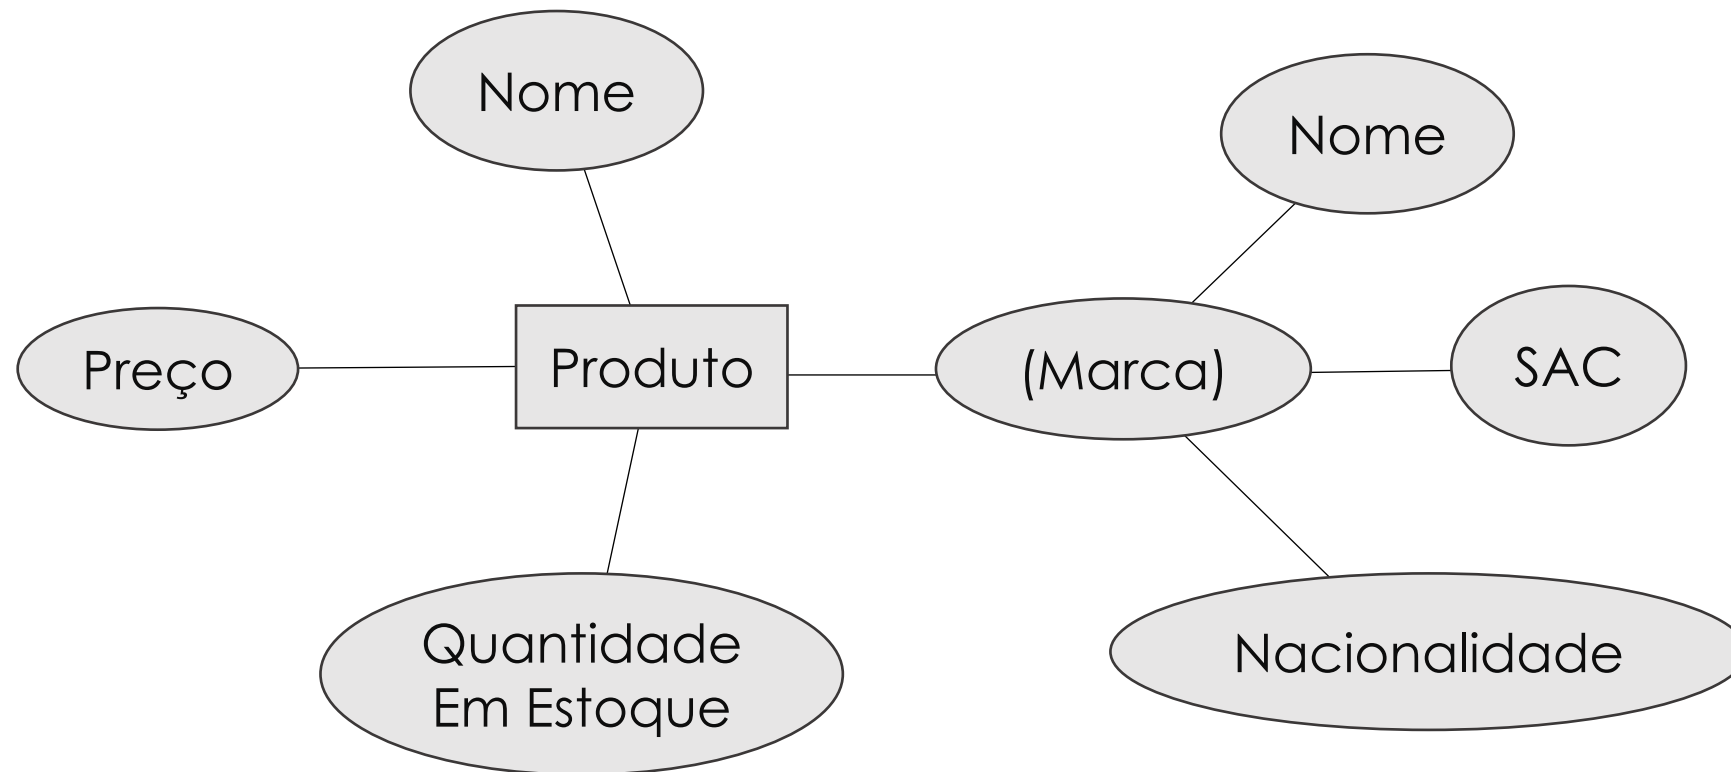 Nome
Nome
Preço
Produto
(Marca)
SAC
Quantidade
Em Estoque
Nacionalidade